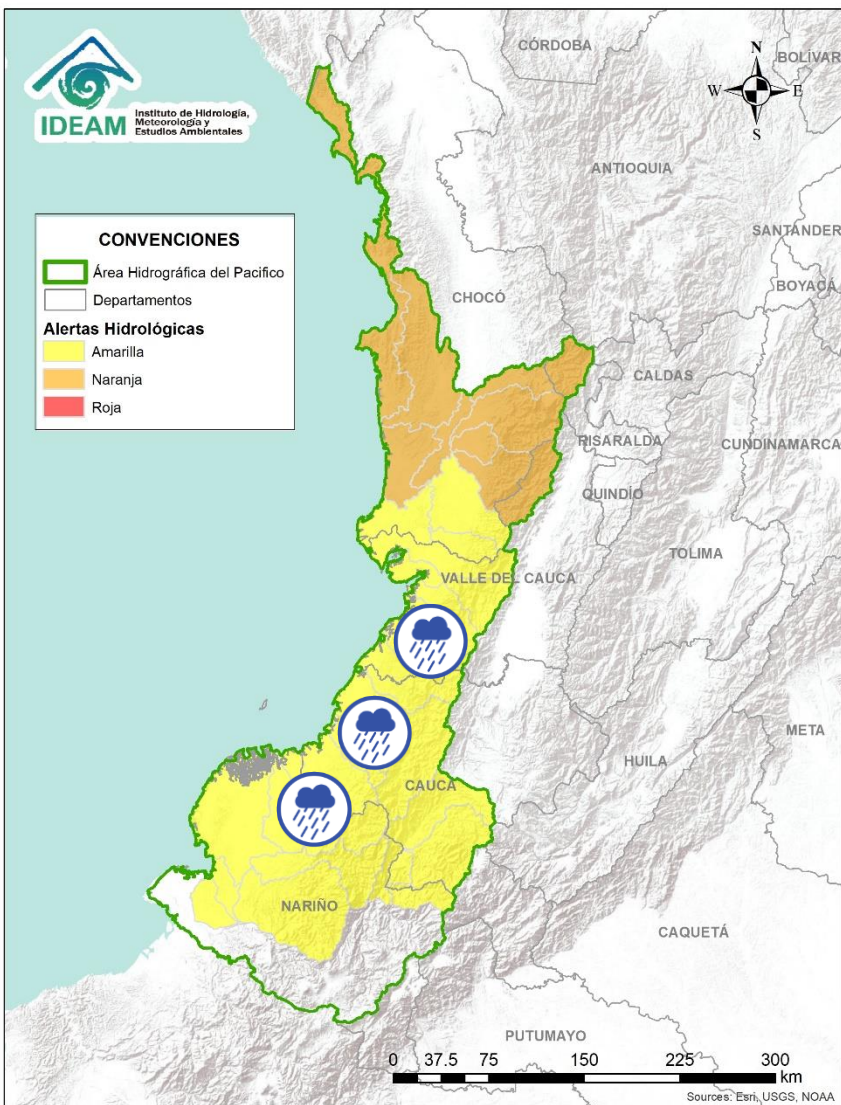 IDEAM
Instituto de Hidrología,
Meteorología y
Estudios Ambientales
CONVENCIONES
Área Hidrográfica del Pacifico
Departamentos
Alertas Hidrológicas
Amarilla
Naranja
Roja
N
W
E
S
CÓRDOBA
BOLÍVAR
ANTIOQUIA
SANTANDER
BOYACÁ
CHOCÓ
CALDAS
RISARALDA
CUNDINAMARCA
QUINDÍO
TOLIMA
VALLE DEL CAUCA
META
HUILA
CAUCA
NARIÑO
CAQUETÁ
PUTUMAYO
0 37.5 75 150 225 300
km
Sources: Esri, USGS, NOAA